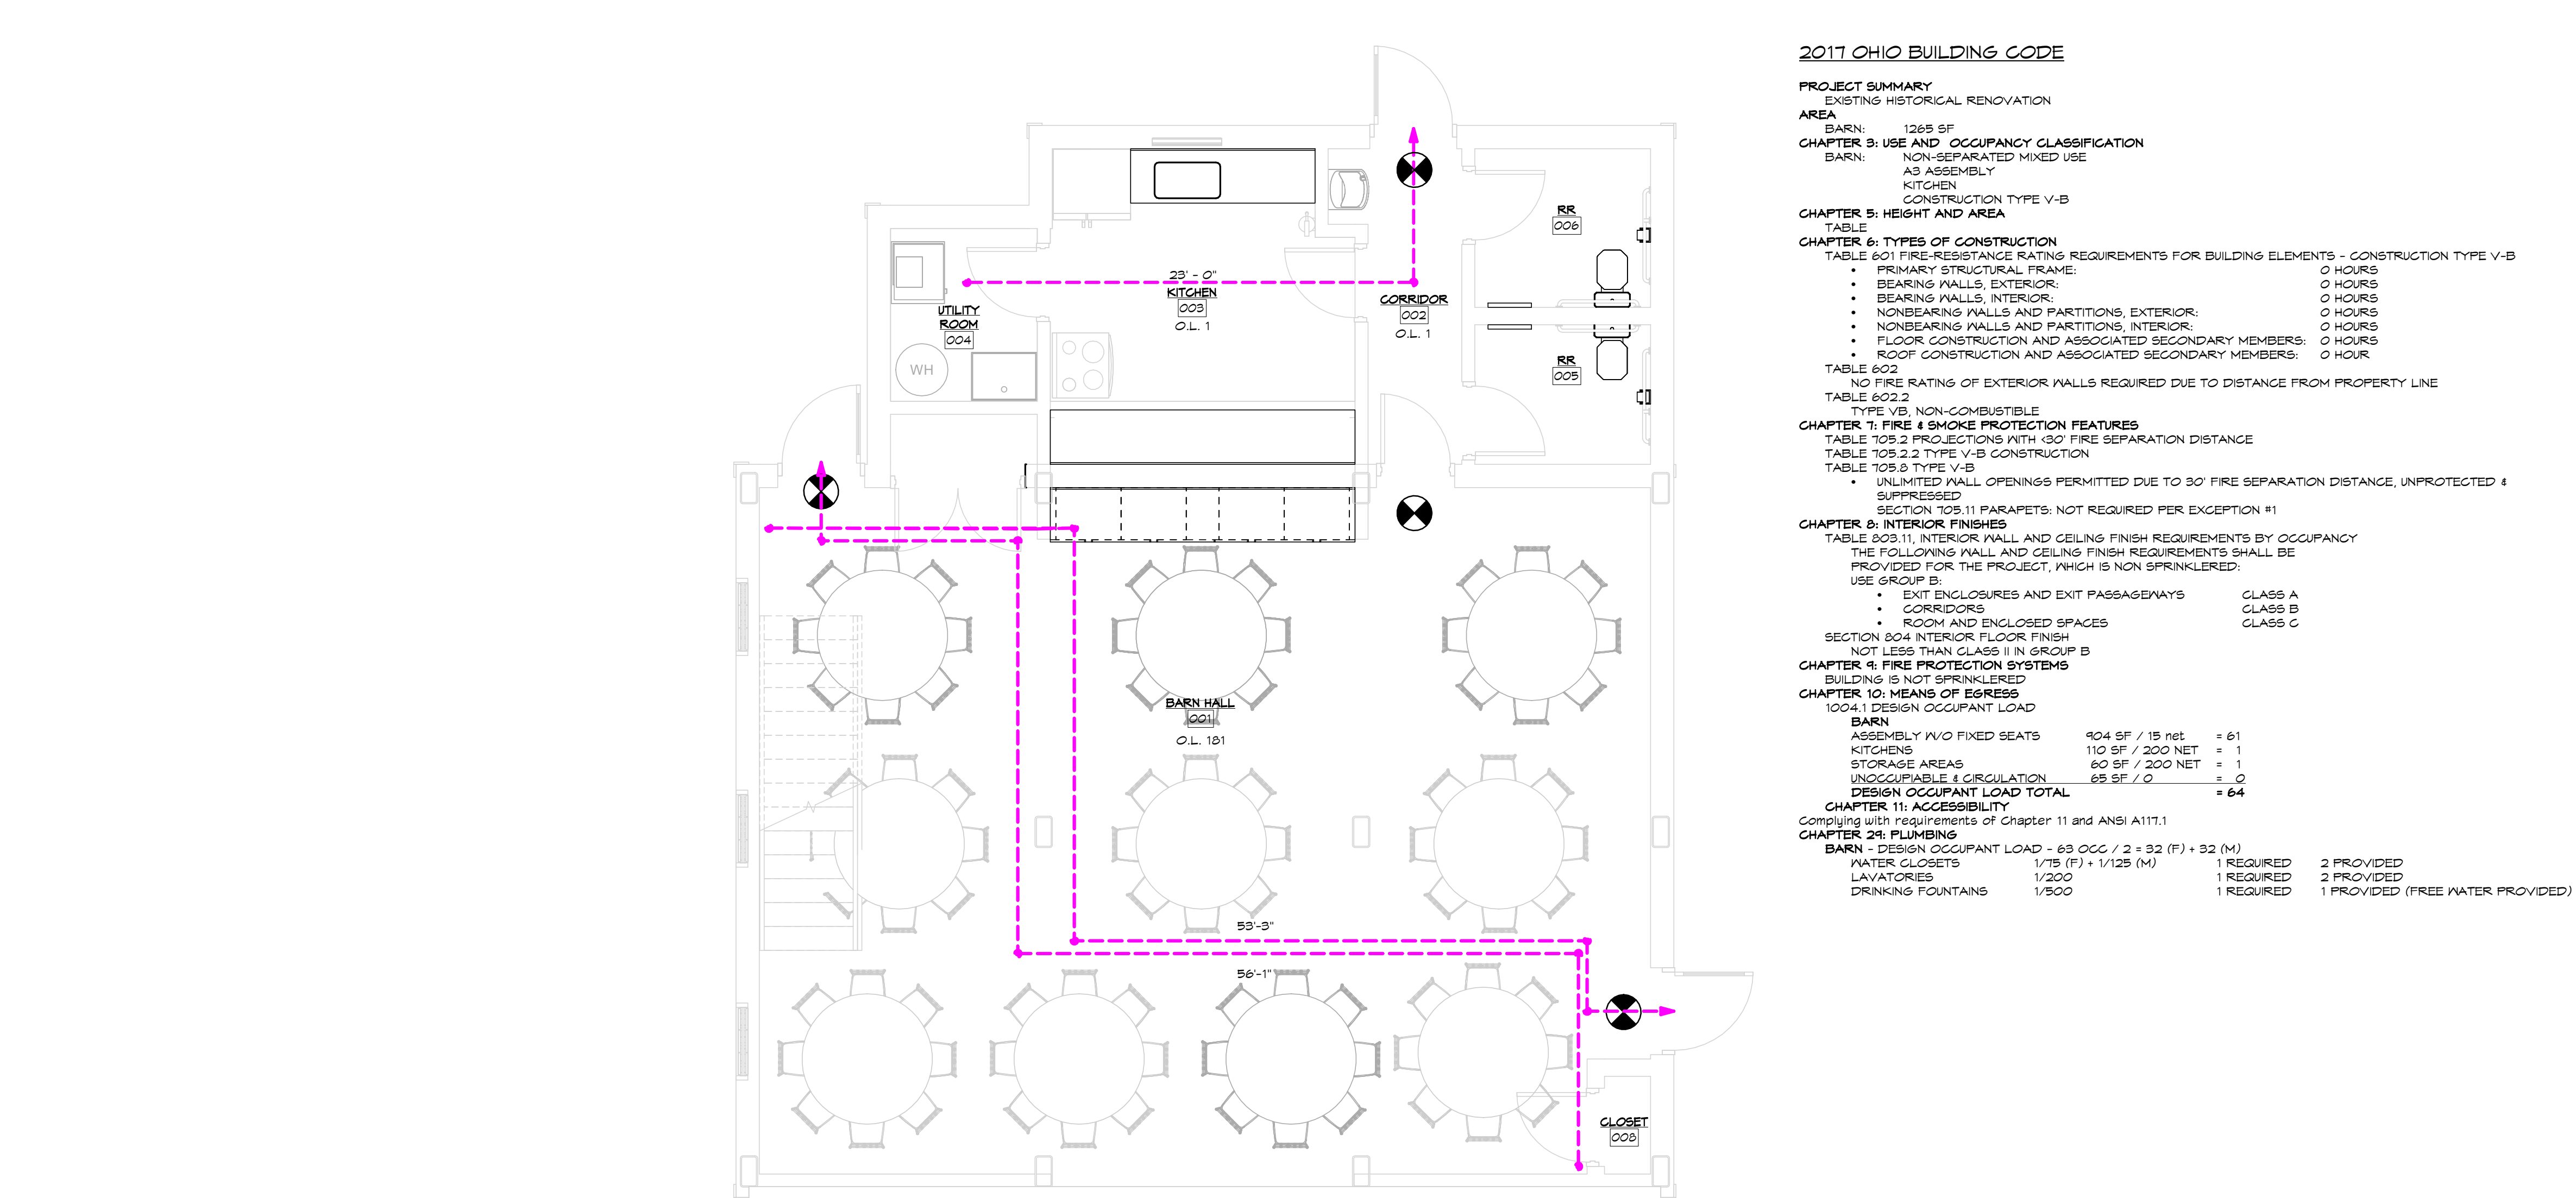 2017 OHIO BUILDING CODE
PROJECT SUMMARY
EXISTING HISTORICAL RENOVATION
AREA
BARN: 1265 SF
CHAPTER 3: USE AND OCCUPANCY CLASSIFICATION
BARN: NON-SEPARATED MIXED USE
A3 ASSEMBLY
KITCHEN
CONSTRUCTION TYPE V-B
CHAPTER 5: HEIGHT AND AREA
TABLE
CHAPTER 6: TYPES OF CONSTRUCTION
TABLE 601 FIRE-RESISTANCE RATING REQUIREMENTS FOR BUILDING ELEMENTS - CONSTRUCTION TYPE V-B
• PRIMARY STRUCTURAL FRAME: 0 HOURS
• BEARING WALLS, EXTERIOR: 0 HOURS
• BEARING WALLS, INTERIOR: 0 HOURS
• NONBEARING WALLS AND PARTITIONS, EXTERIOR: 0 HOURS
• NONBEARING WALLS AND PARTITIONS, INTERIOR: 0 HOURS
• FLOOR CONSTRUCTION AND ASSOCIATED SECONDARY MEMBERS: 0 HOURS
• ROOF CONSTRUCTION AND ASSOCIATED SECONDARY MEMBERS: 0 HOUR
TABLE 602
NO FIRE RATING OF EXTERIOR WALLS REQUIRED DUE TO DISTANCE FROM PROPERTY LINE
TABLE 602.2
TYPE VB, NON-COMBUSTIBLE
CHAPTER 7: FIRE & SMOKE PROTECTION FEATURES
TABLE 705.2 PROJECTIONS WITH <30' FIRE SEPARATION DISTANCE
TABLE 705.2.2 TYPE V-B CONSTRUCTION
TABLE 705.8 TYPE V-B
• UNLIMITED WALL OPENINGS PERMITTED DUE TO 30' FIRE SEPARATION DISTANCE, UNPROTECTED &
SUPPRESSED
SECTION 705.11 PARAPETS: NOT REQUIRED PER EXCEPTION #1
CHAPTER 8: INTERIOR FINISHES
TABLE 803.11, INTERIOR WALL AND CEILING FINISH REQUIREMENTS BY OCCUPANCY
THE FOLLOWING WALL AND CEILING FINISH REQUIREMENTS SHALL BE
PROVIDED FOR THE PROJECT, WHICH IS NON SPRINKLERED:
USE GROUP B:
• EXIT ENCLOSURES AND EXIT PASSAGEWAYS CLASS A
• CORRIDORS CLASS B
• ROOM AND ENCLOSED SPACES CLASS C
SECTION 804 INTERIOR FLOOR FINISH
NOT LESS THAN CLASS II IN GROUP B
CHAPTER 9: FIRE PROTECTION SYSTEMS
BUILDING IS NOT SPRINKLERED
CHAPTER 10: MEANS OF EGRESS
1004.1 DESIGN OCCUPANT LOAD
BARN
ASSEMBLY W/O FIXED SEATS 904 SF / 15 net = 61
KITCHENS 110 SF / 200 NET = 1
STORAGE AREAS 60 SF / 200 NET = 1
UNOCCUPIABLE & CIRCULATION 65 SF / 0 = 0
DESIGN OCCUPANT LOAD TOTAL = 64
CHAPTER 11: ACCESSIBILITY
Complying with requirements of Chapter 11 and ANSI A117.1
CHAPTER 29: PLUMBING
BARN - DESIGN OCCUPANT LOAD - 63 OCC / 2 = 32 (F) + 32 (M)
WATER CLOSETS 1/75 (F) + 1/125 (M) 1 REQUIRED 2 PROVIDED
LAVATORIES 1/200 1 REQUIRED 2 PROVIDED
DRINKING FOUNTAINS 1/500 1 REQUIRED 1 PROVIDED (FREE WATER PROVIDED)
RR
006
23' - 0"
KITCHEN
003
O.L. 1
CORRIDOR
002
O.L. 1
UTILITY
ROOM
004
WH
RR
005
BARN HALL
001
O.L. 181
53'-3"
56'-1"
CLOSET
008